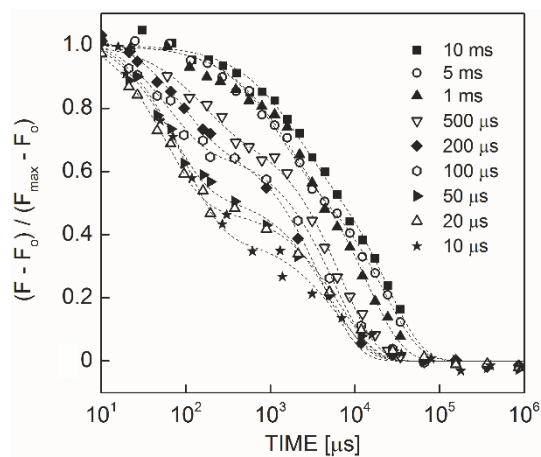 (F - Fo) / (Fmax - Fo)
1.0
0.8
0.6
0.4
0.2
0
10 ms
5 ms
1 ms
500 µs
200 µs
100 µs
50 µs
20 µs
10 µs
10¹ 10² 10³ 10⁴ 10⁵ 10⁶
TIME [µs]